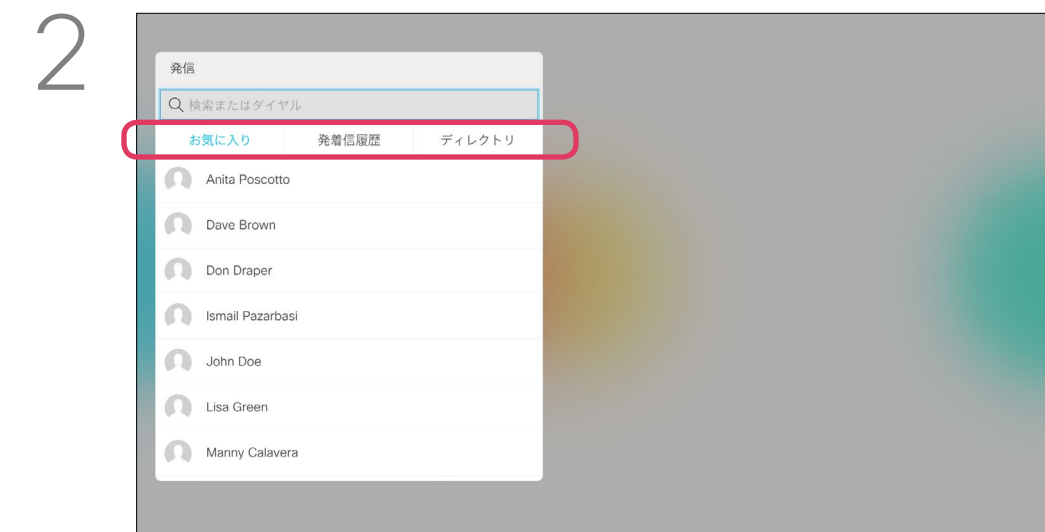 2
発信
検索またはダイヤル
お気に入り 発着信履歴 ディレクトリ
Anita Poscotto
Dave Brown
Don Draper
Ismail Pazarbasi
John Doe
Lisa Green
Manny Calavera